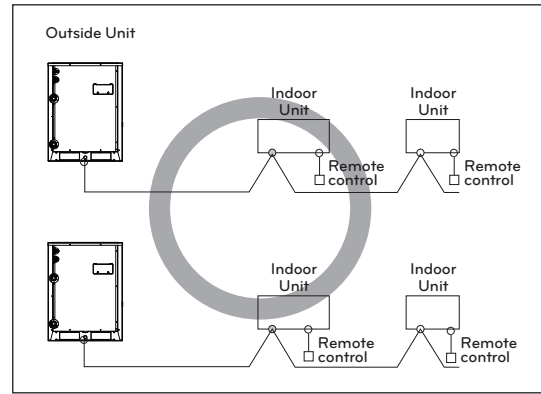 Outside Unit
Indoor
Unit
Indoor
Unit
Remote
control
Remote
control
Indoor
Unit
Indoor
Unit
Remote
control
Remote
control